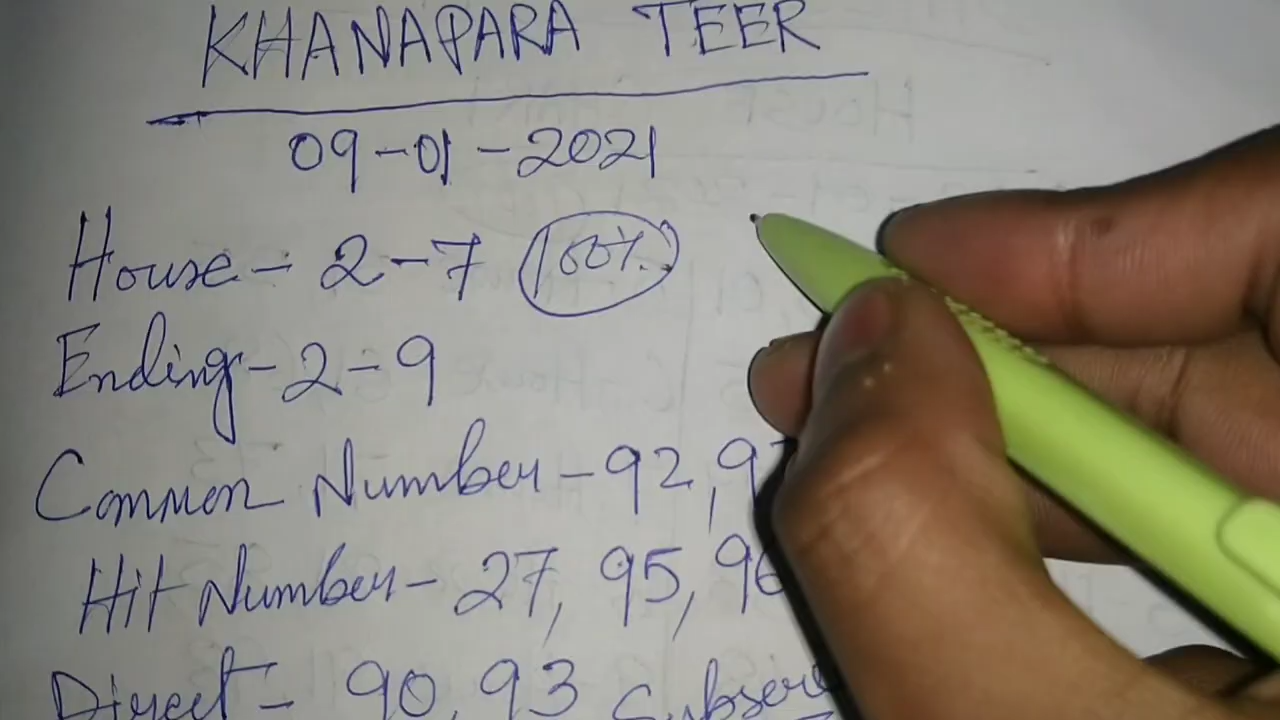 KHANAPARA TEER
09-01-2021
House - 2-7 100%
Ending - 2-9
Common Number - 92, 9
Hit Number - 27, 95, 96
Direct - 90, 93